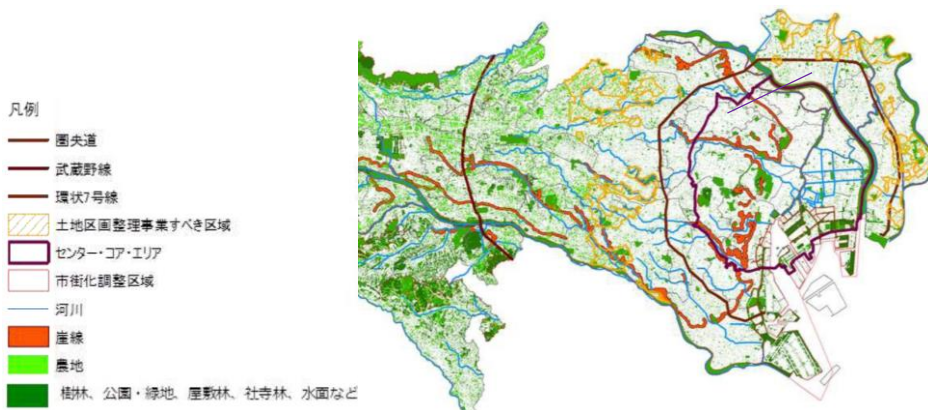 凡例
圏央道
武蔵野線
環状7号線
土地区画整理事業すべき区域
センター・コア・エリア
市街化調整区域
河川
崖線
農地
樹林、公園・緑地、屋敷林、社寺林、水面など